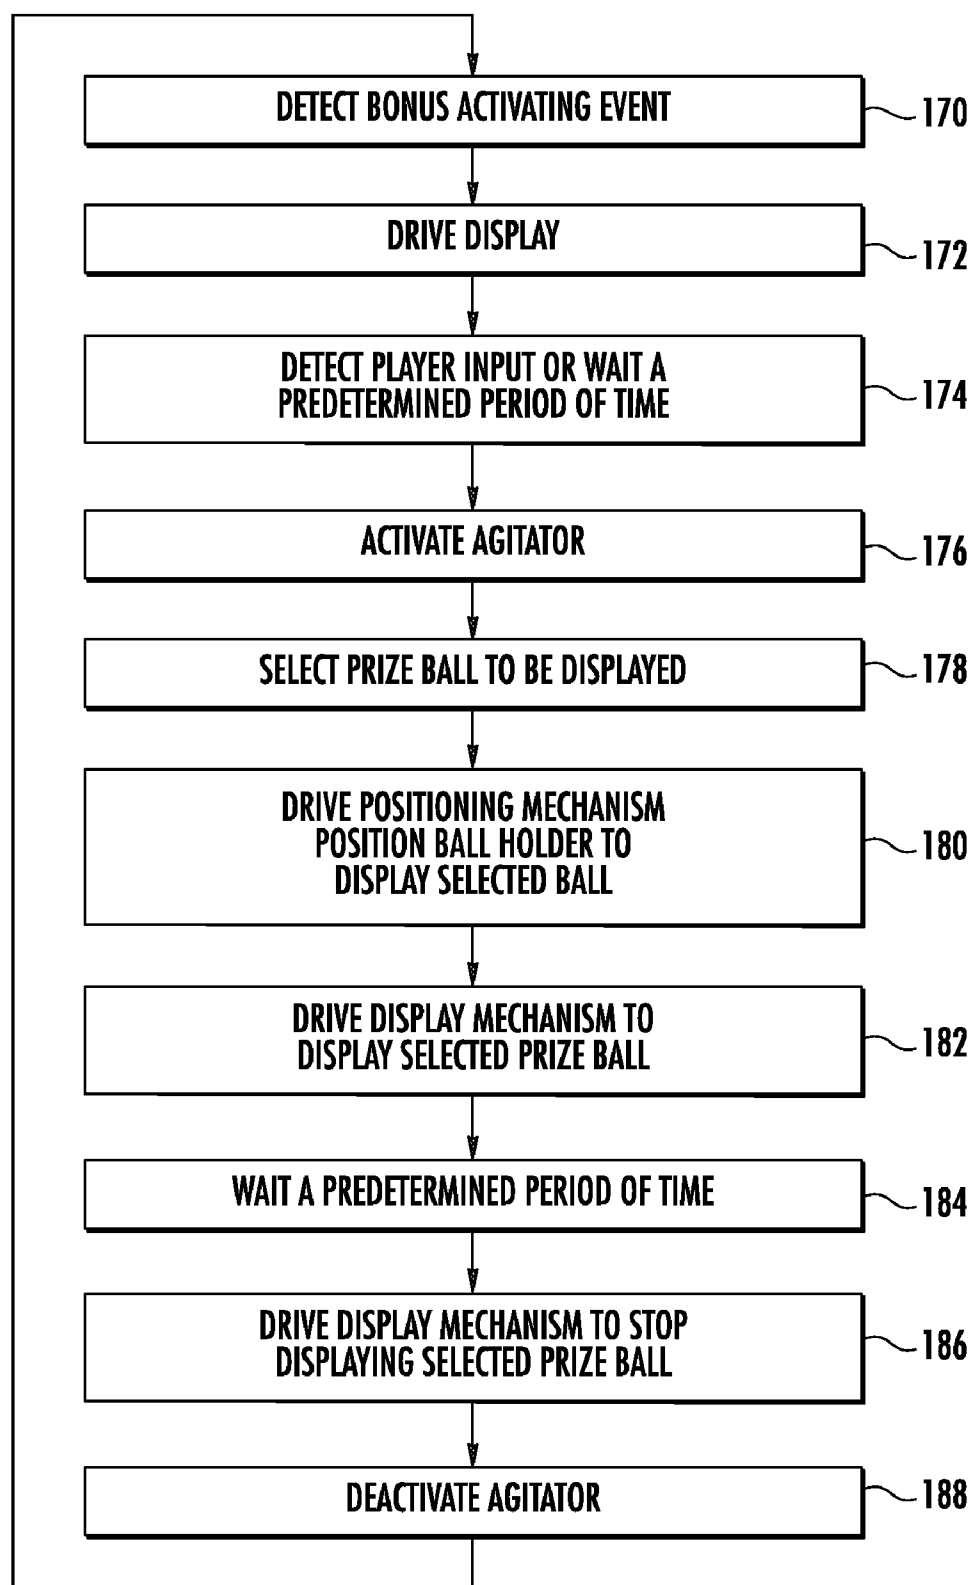 DETECT BONUS ACTIVATING EVENT
170
DRIVE DISPLAY
172
DETECT PLAYER INPUT OR WAIT A
PREDETERMINED PERIOD OF TIME
174
ACTIVATE AGITATOR
176
SELECT PRIZE BALL TO BE DISPLAYED
178
DRIVE POSITIONING MECHANISM
POSITION BALL HOLDER TO
DISPLAY SELECTED BALL
180
DRIVE DISPLAY MECHANISM TO
DISPLAY SELECTED PRIZE BALL
182
WAIT A PREDETERMINED PERIOD OF TIME
184
DRIVE DISPLAY MECHANISM TO STOP
DISPLAYING SELECTED PRIZE BALL
186
DEACTIVATE AGITATOR
188